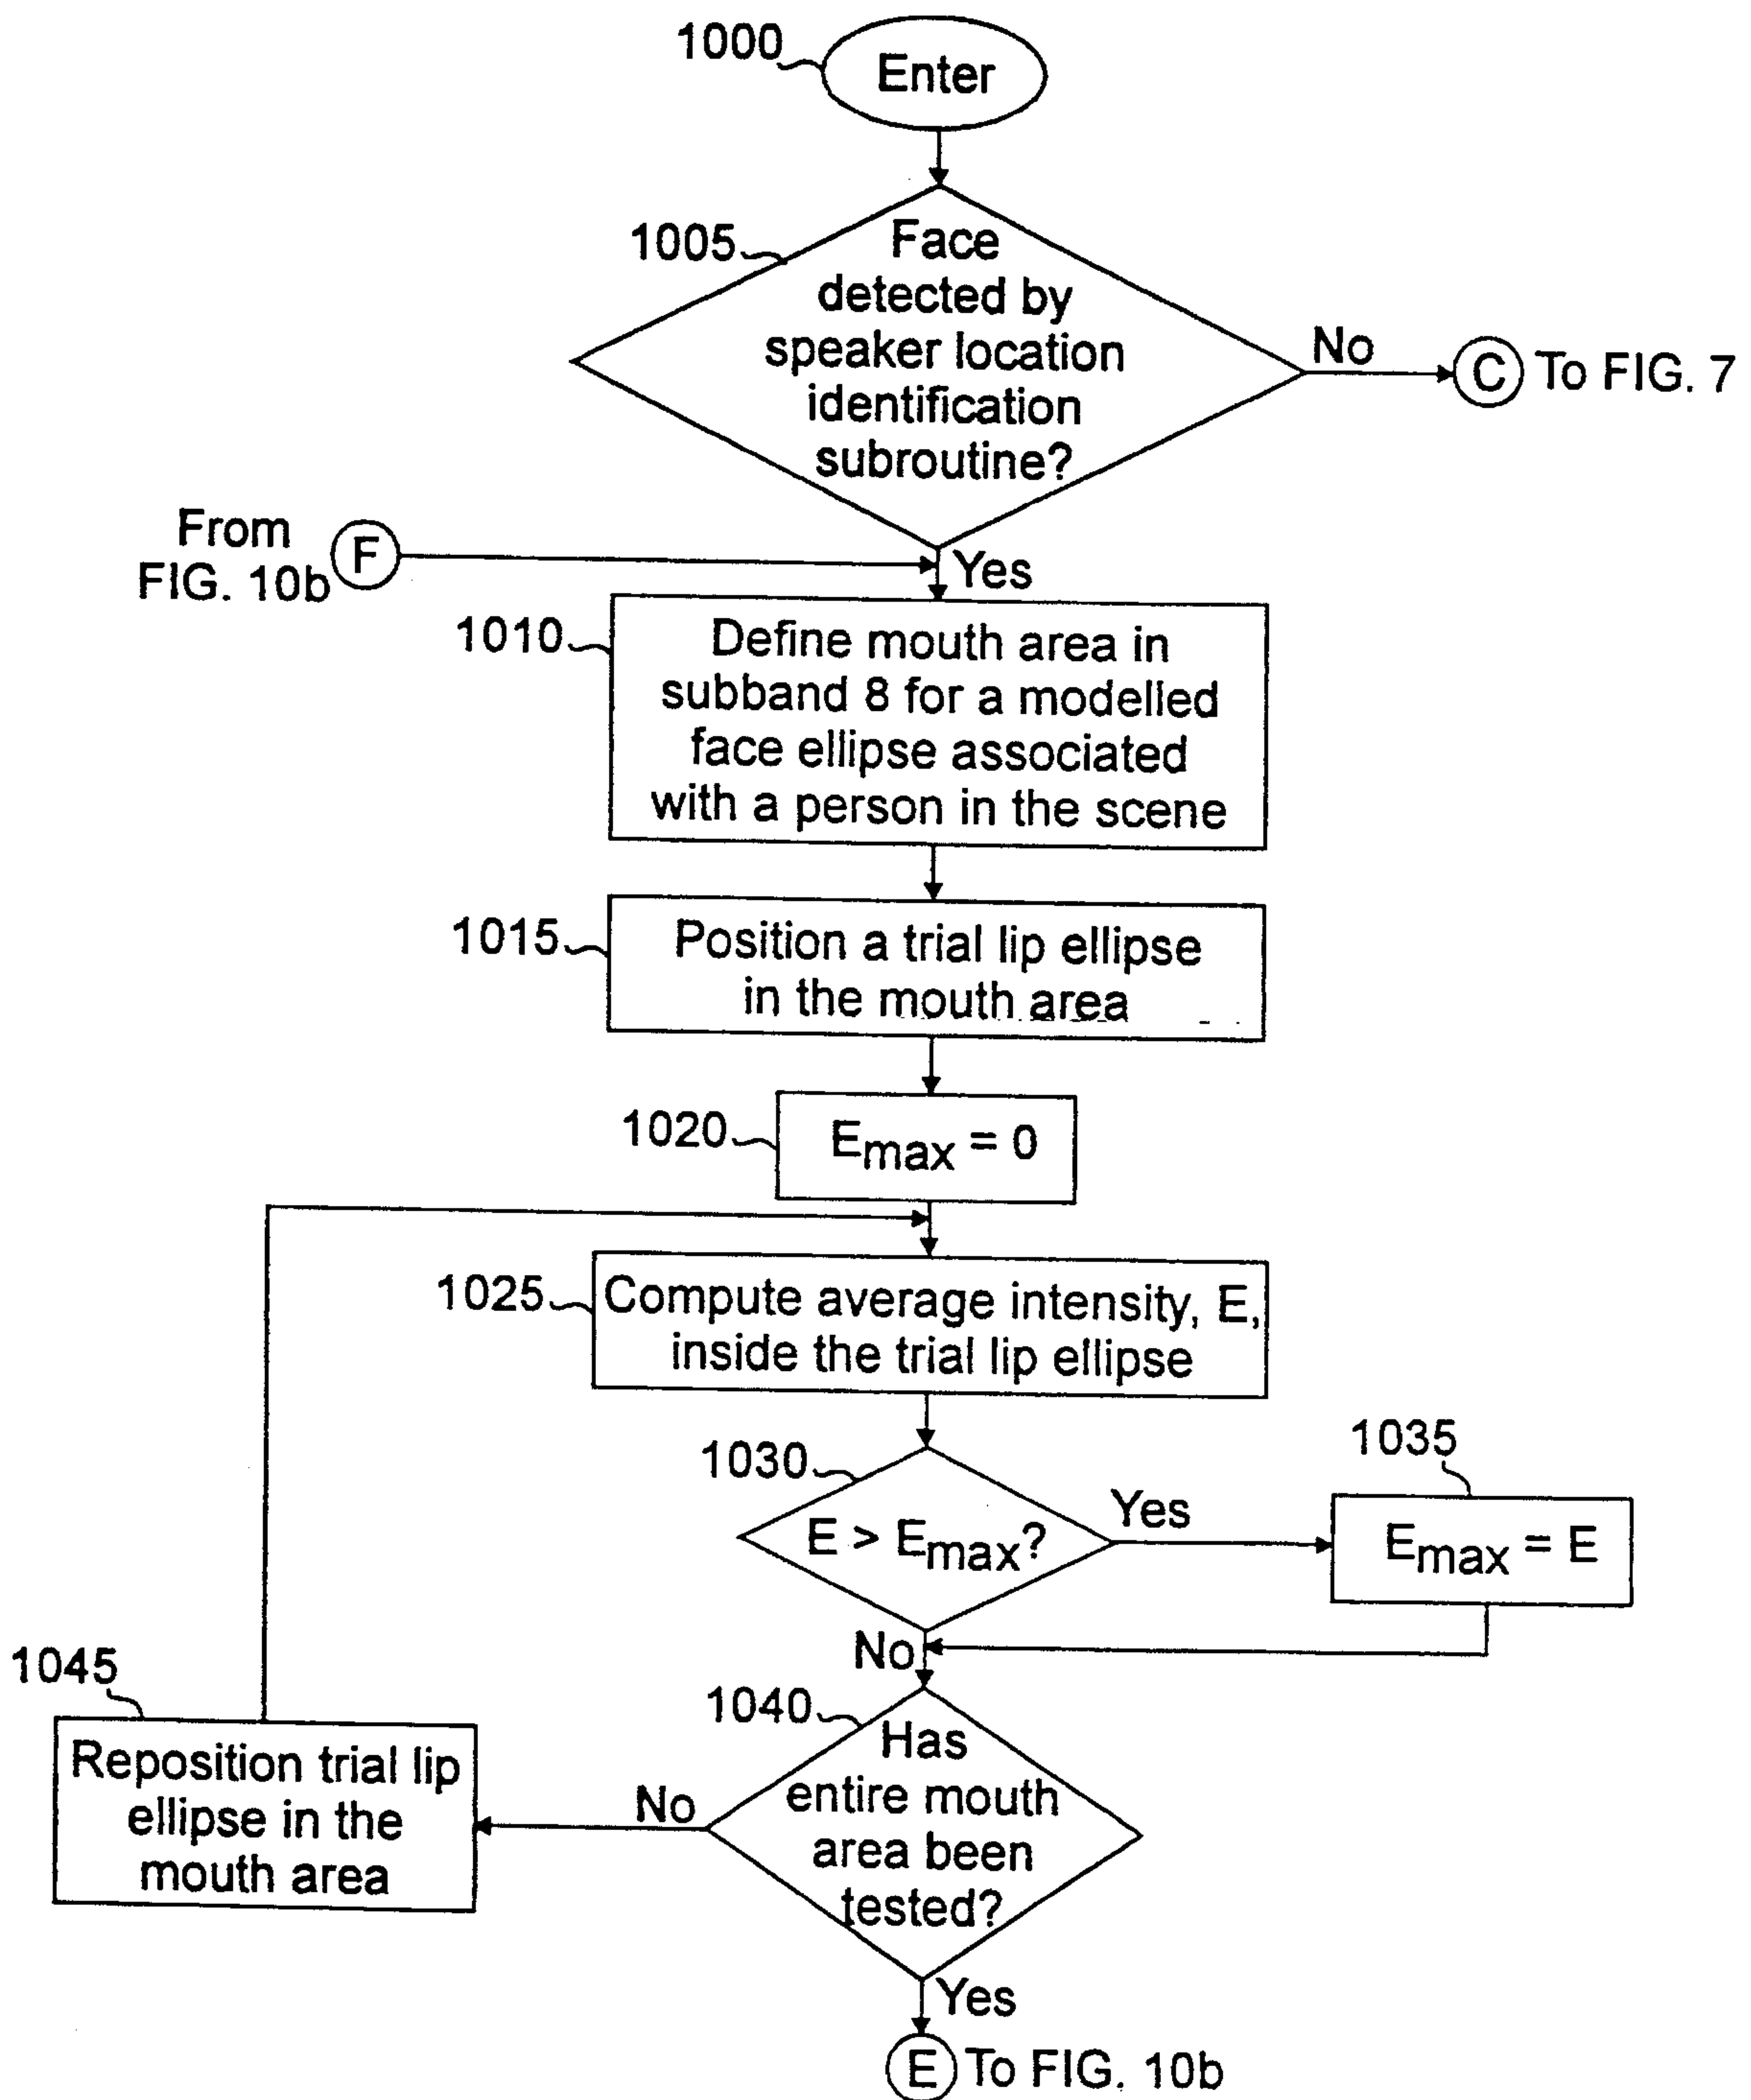 1000
Enter
1005
Face
detected by
speaker location
identification
subroutine?
No
C To FIG. 7
From
FIG. 10b
F
Yes
1010
Define mouth area in
subband 8 for a modelled
face ellipse associated
with a person in the scene
1015
Position a trial lip ellipse
in the mouth area
1020
Emax = 0
1025
Compute average intensity, E,
inside the trial lip ellipse
1030
E > Emax?
Yes
1035
Emax = E
No
1040
Has
entire mouth
area been
tested?
No
1045
Reposition trial lip
ellipse in the
mouth area
Yes
E To FIG. 10b